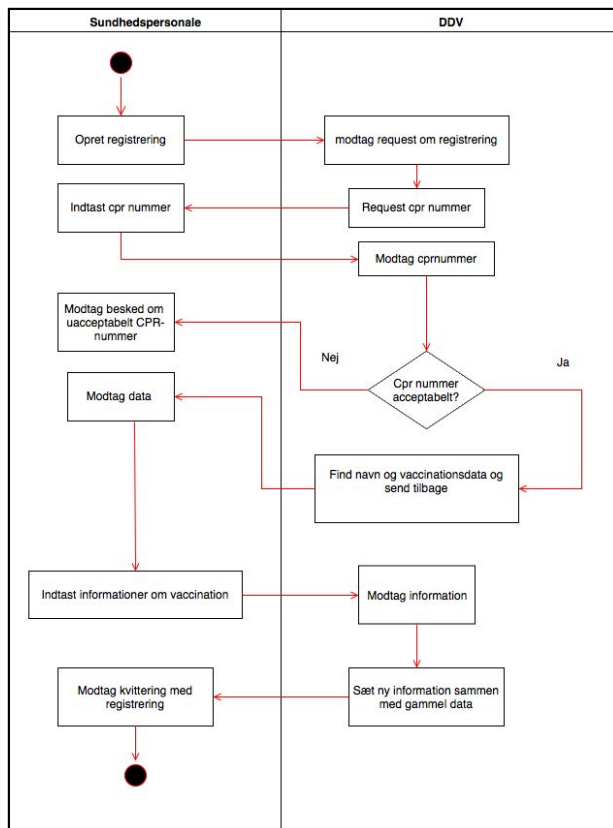 Sundhedspersonale
DDV
Opret registrering
modtag request om registrering
Indtast cpr nummer
Request cpr nummer
Modtag cprnummer
Modtag besked om
uacceptabelt CPR-
nummer
Nej
Ja
Cpr nummer
acceptabelt?
Modtag data
Find navn og vaccinationsdata og
send tilbage
Indtast informationer om vaccination
Modtag information
Modtag kvittering med
registrering
Sæt ny information sammen
med gammel data